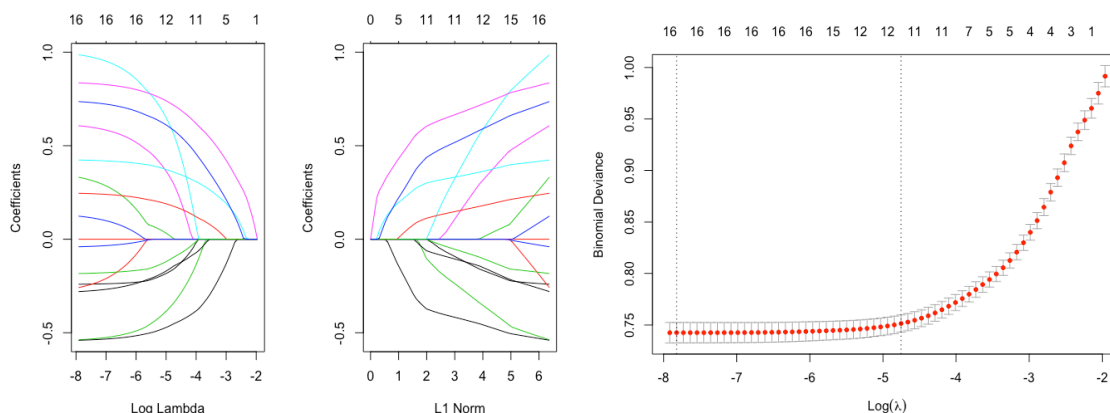 16 16 16 12 11 5 1
Coefficients
1.0
0.5
0.0
-0.5
-8 -7 -6 -5 -4 -3 -2
Log Lambda
0 5 11 11 12 15 16
Coefficients
1.0
0.5
0.0
-0.5
0 1 2 3 4 5 6
L1 Norm
16 16 16 16 16 15 12 12 11 11 7 5 5 4 4 3 1
Binomial Deviance
1.00
0.95
0.90
0.85
0.80
0.75
-8 -7 -6 -5 -4 -3 -2
Log(λ)